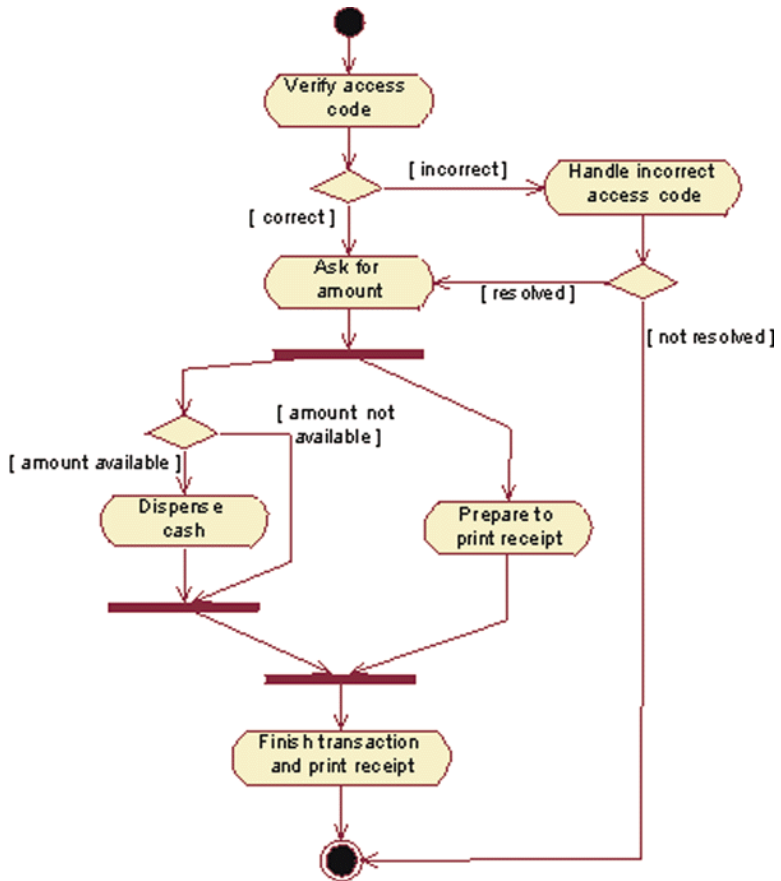 Verify access
code
[ incorrect]
Handle incorrect
access code
[ correct ]
Ask for
amount
[ resolved ]
[ not resolved ]
[ amount not
available ]
[ amount available ]
Dispense
cash
Prepare to
print receipt
Finish transaction
and print receipt